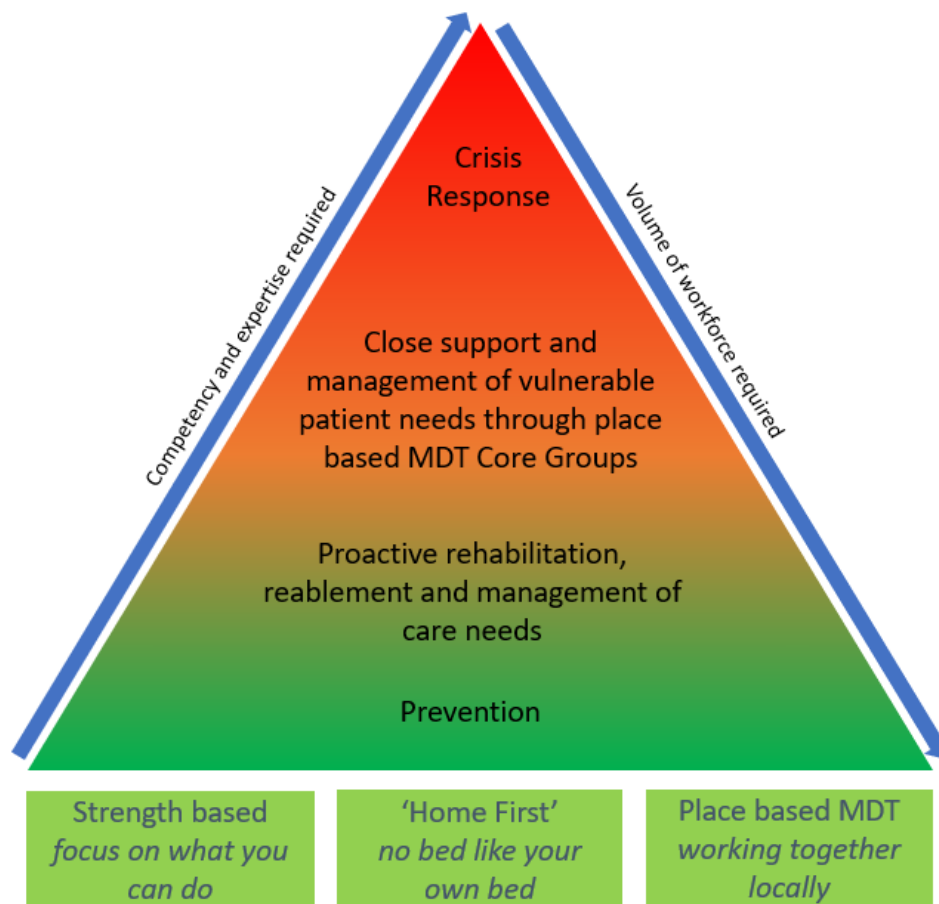 Crisis
Response
Competency and expertise required
Volume of workforce required
Close support and
management of vulnerable
patient needs through place
based MDT Core Groups
Proactive rehabilitation,
reablement and management of
care needs
Prevention
Strength based
focus on what you
can do
‘Home First’
no bed like your
own bed
Place based MDT
working together
locally